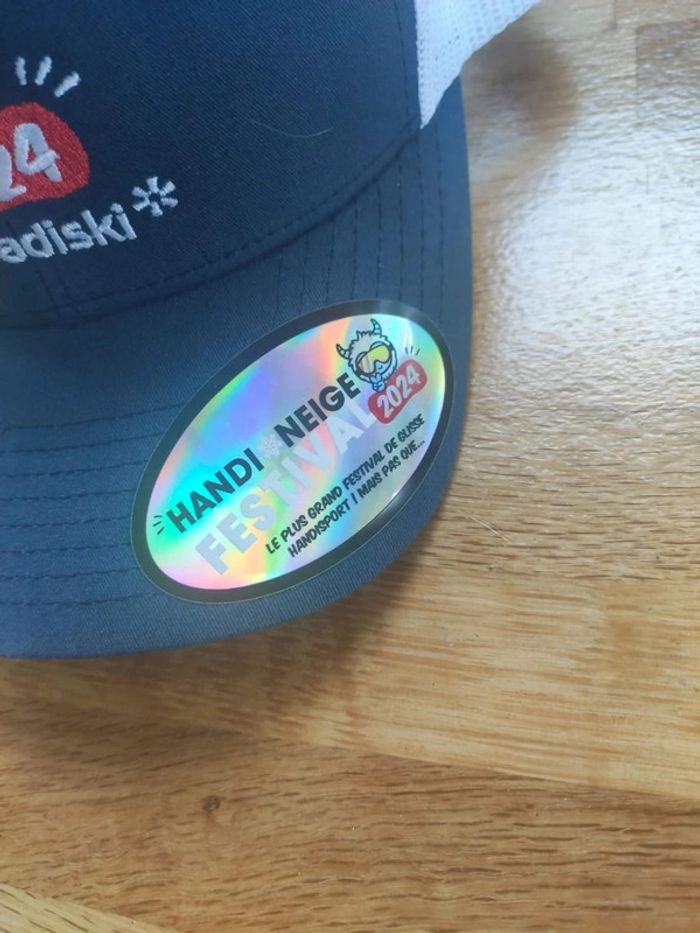 24
adiski
HANDI NEIGE
FESTIVAL 2024
LE PLUS GRAND FESTIVAL DE GLISSE
HANDISPORT ! MAIS PAS QUE...